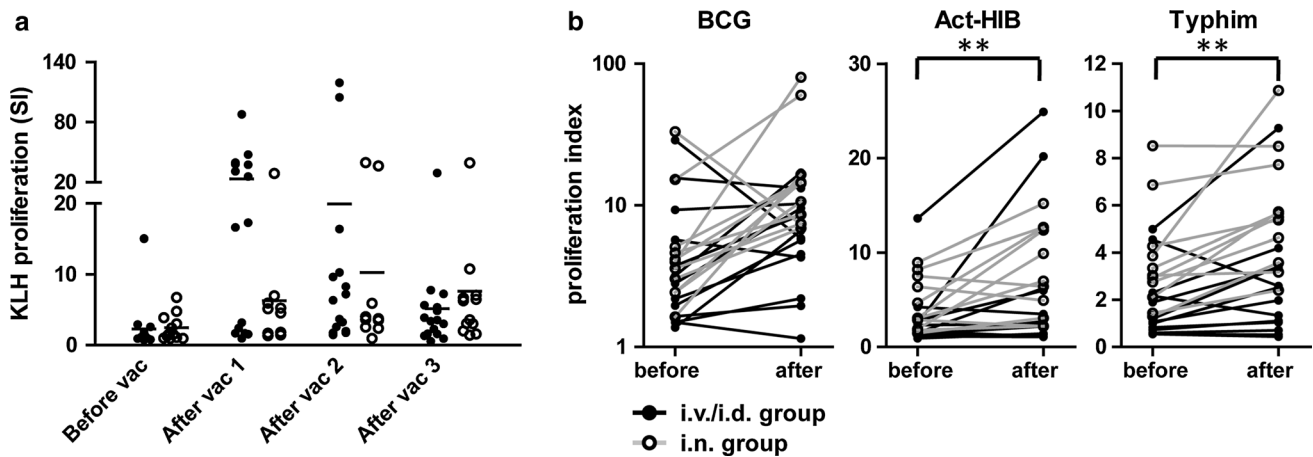 a
KLH proliferation (SI)
140
80
20
20
10
0
Before vac
After vac 1
After vac 2
After vac 3
b
proliferation index
BCG
100
10
1
before
after
Act-HIB
**
30
20
10
0
before
after
Typhim
**
12
10
8
6
4
2
0
before
after
i.v./i.d. group
i.n. group